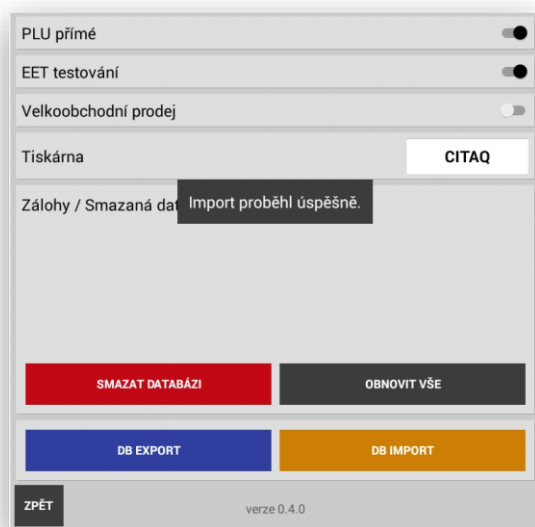 PLU přímé
EET testování
Velkoobchodní prodej
Tiskárna CITAQ
Zálohy / Smazaná dat
Import proběhl úspěšně.
SMAZAT DATABÁZI OBNOVIT VŠE
DB EXPORT DB IMPORT
ZPĚT verze 0.4.0